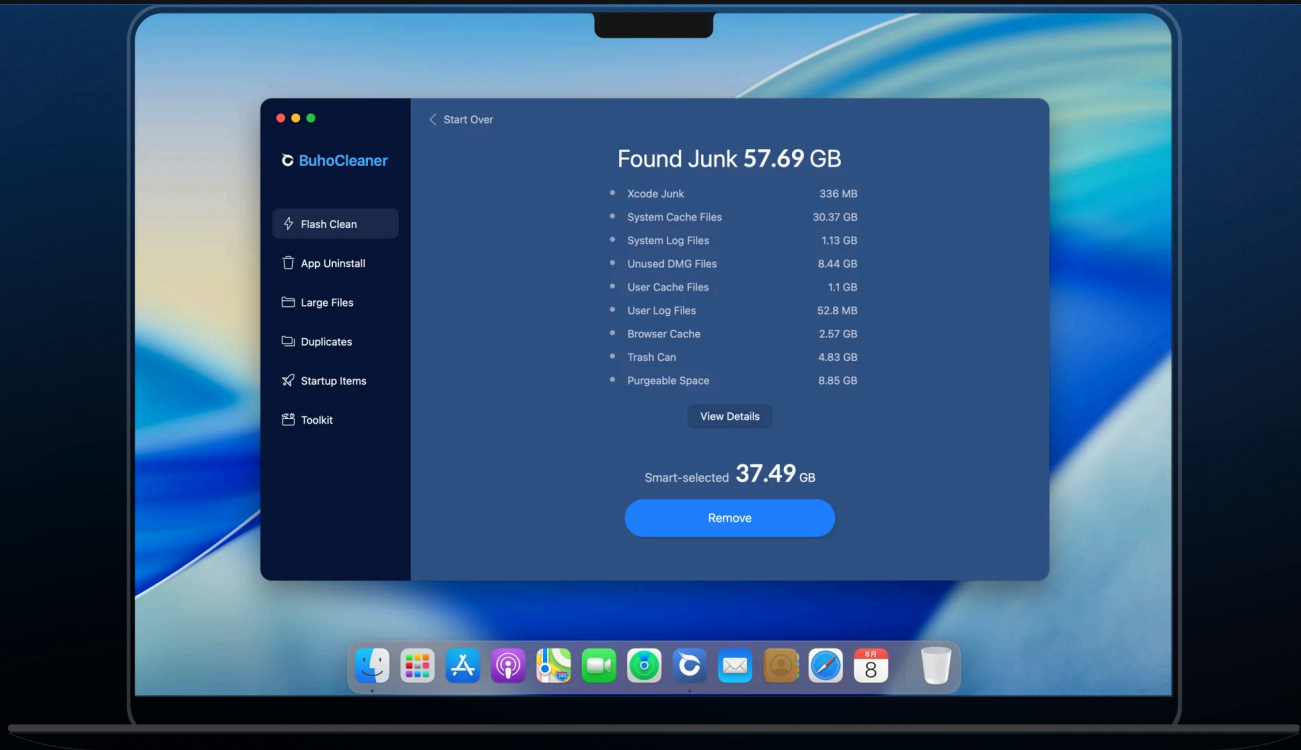 Start Over
BuhoCleaner
Flash Clean
App Uninstall
Large Files
Duplicates
Startup Items
Toolkit
Found Junk 57.69 GB
Xcode Junk 336 MB
System Cache Files 30.37 GB
System Log Files 1.13 GB
Unused DMG Files 8.44 GB
User Cache Files 1.1 GB
User Log Files 52.8 MB
Browser Cache 2.57 GB
Trash Can 4.83 GB
Purgeable Space 8.85 GB
View Details
Smart-selected 37.49 GB
Remove
8月
8